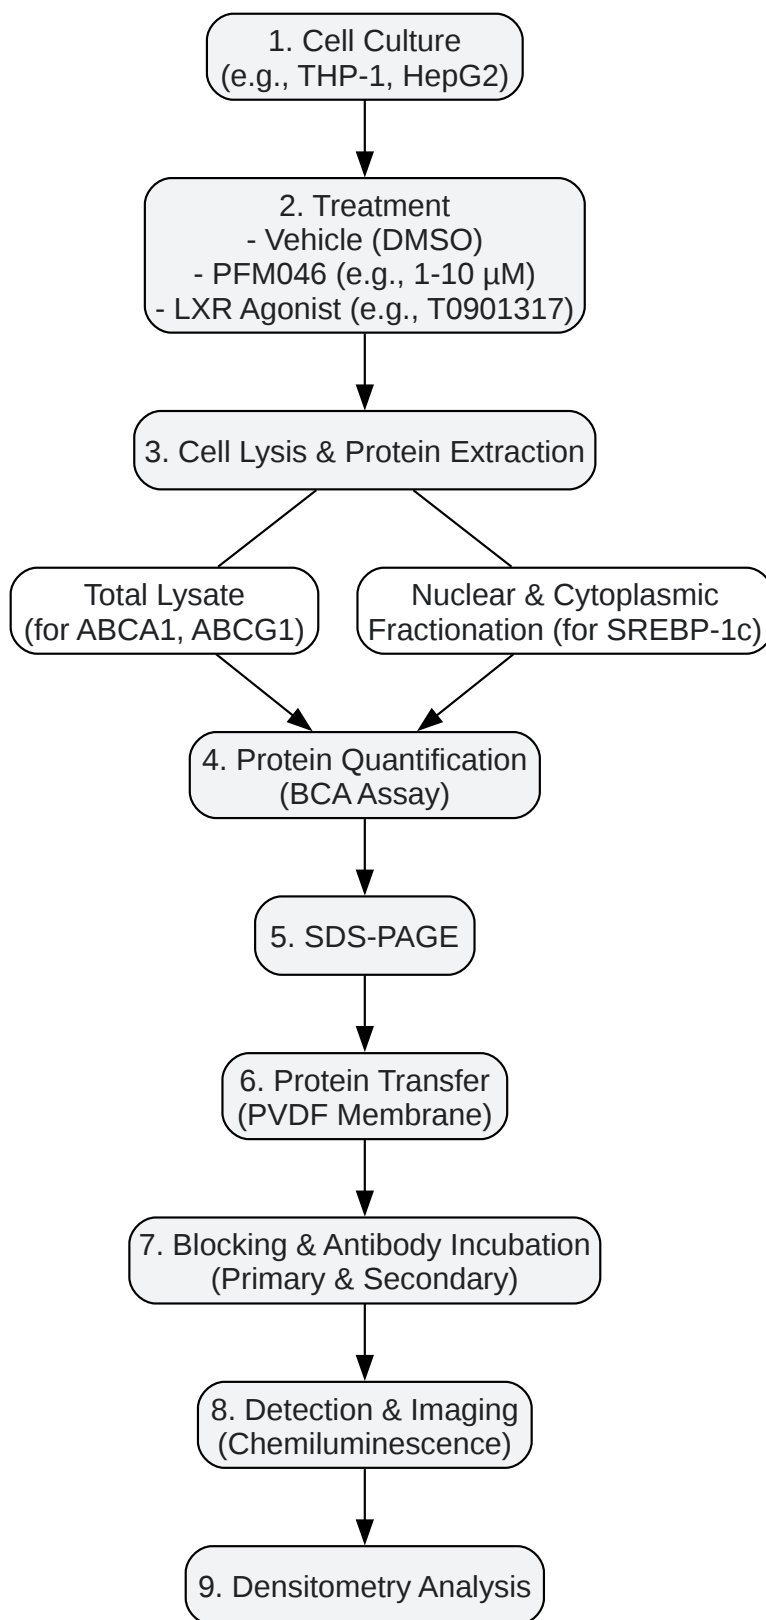 1. Cell Culture
(e.g., THP-1, HepG2)
2. Treatment
- Vehicle (DMSO)
- PFM046 (e.g., 1-10 µM)
- LXR Agonist (e.g., T0901317)
3. Cell Lysis & Protein Extraction
Total Lysate
(for ABCA1, ABCG1)
Nuclear & Cytoplasmic
Fractionation (for SREBP-1c)
4. Protein Quantification
(BCA Assay)
5. SDS-PAGE
6. Protein Transfer
(PVDF Membrane)
7. Blocking & Antibody Incubation
(Primary & Secondary)
8. Detection & Imaging
(Chemiluminescence)
9. Densitometry Analysis